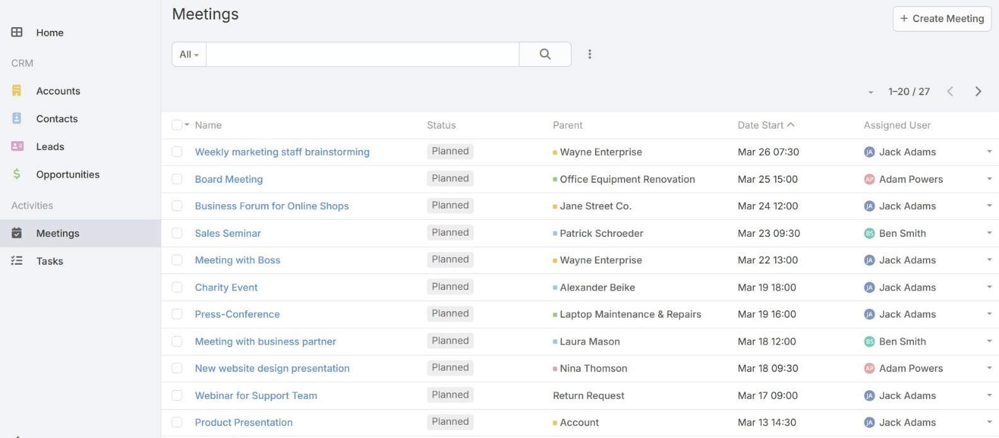 Meetings
+ Create Meeting
Home
CRM
Accounts
Contacts
Leads
Opportunities
Activities
Meetings
Tasks
All
1–20 / 27
Name Status Parent Date Start Assigned User
Weekly marketing staff brainstorming Planned Wayne Enterprise Mar 26 07:30 JA Jack Adams
Board Meeting Planned Office Equipment Renovation Mar 25 15:00 AP Adam Powers
Business Forum for Online Shops Planned Jane Street Co. Mar 24 12:00 JA Jack Adams
Sales Seminar Planned Patrick Schroeder Mar 23 09:30 BS Ben Smith
Meeting with Boss Planned Wayne Enterprise Mar 22 13:00 JA Jack Adams
Charity Event Planned Alexander Beike Mar 19 18:00 JA Jack Adams
Press-Conference Planned Laptop Maintenance & Repairs Mar 19 16:00 JA Jack Adams
Meeting with business partner Planned Laura Mason Mar 18 12:00 BS Ben Smith
New website design presentation Planned Nina Thomson Mar 18 09:30 AP Adam Powers
Webinar for Support Team Planned Return Request Mar 17 09:00 JA Jack Adams
Product Presentation Planned Account Mar 13 14:30 JA Jack Adams